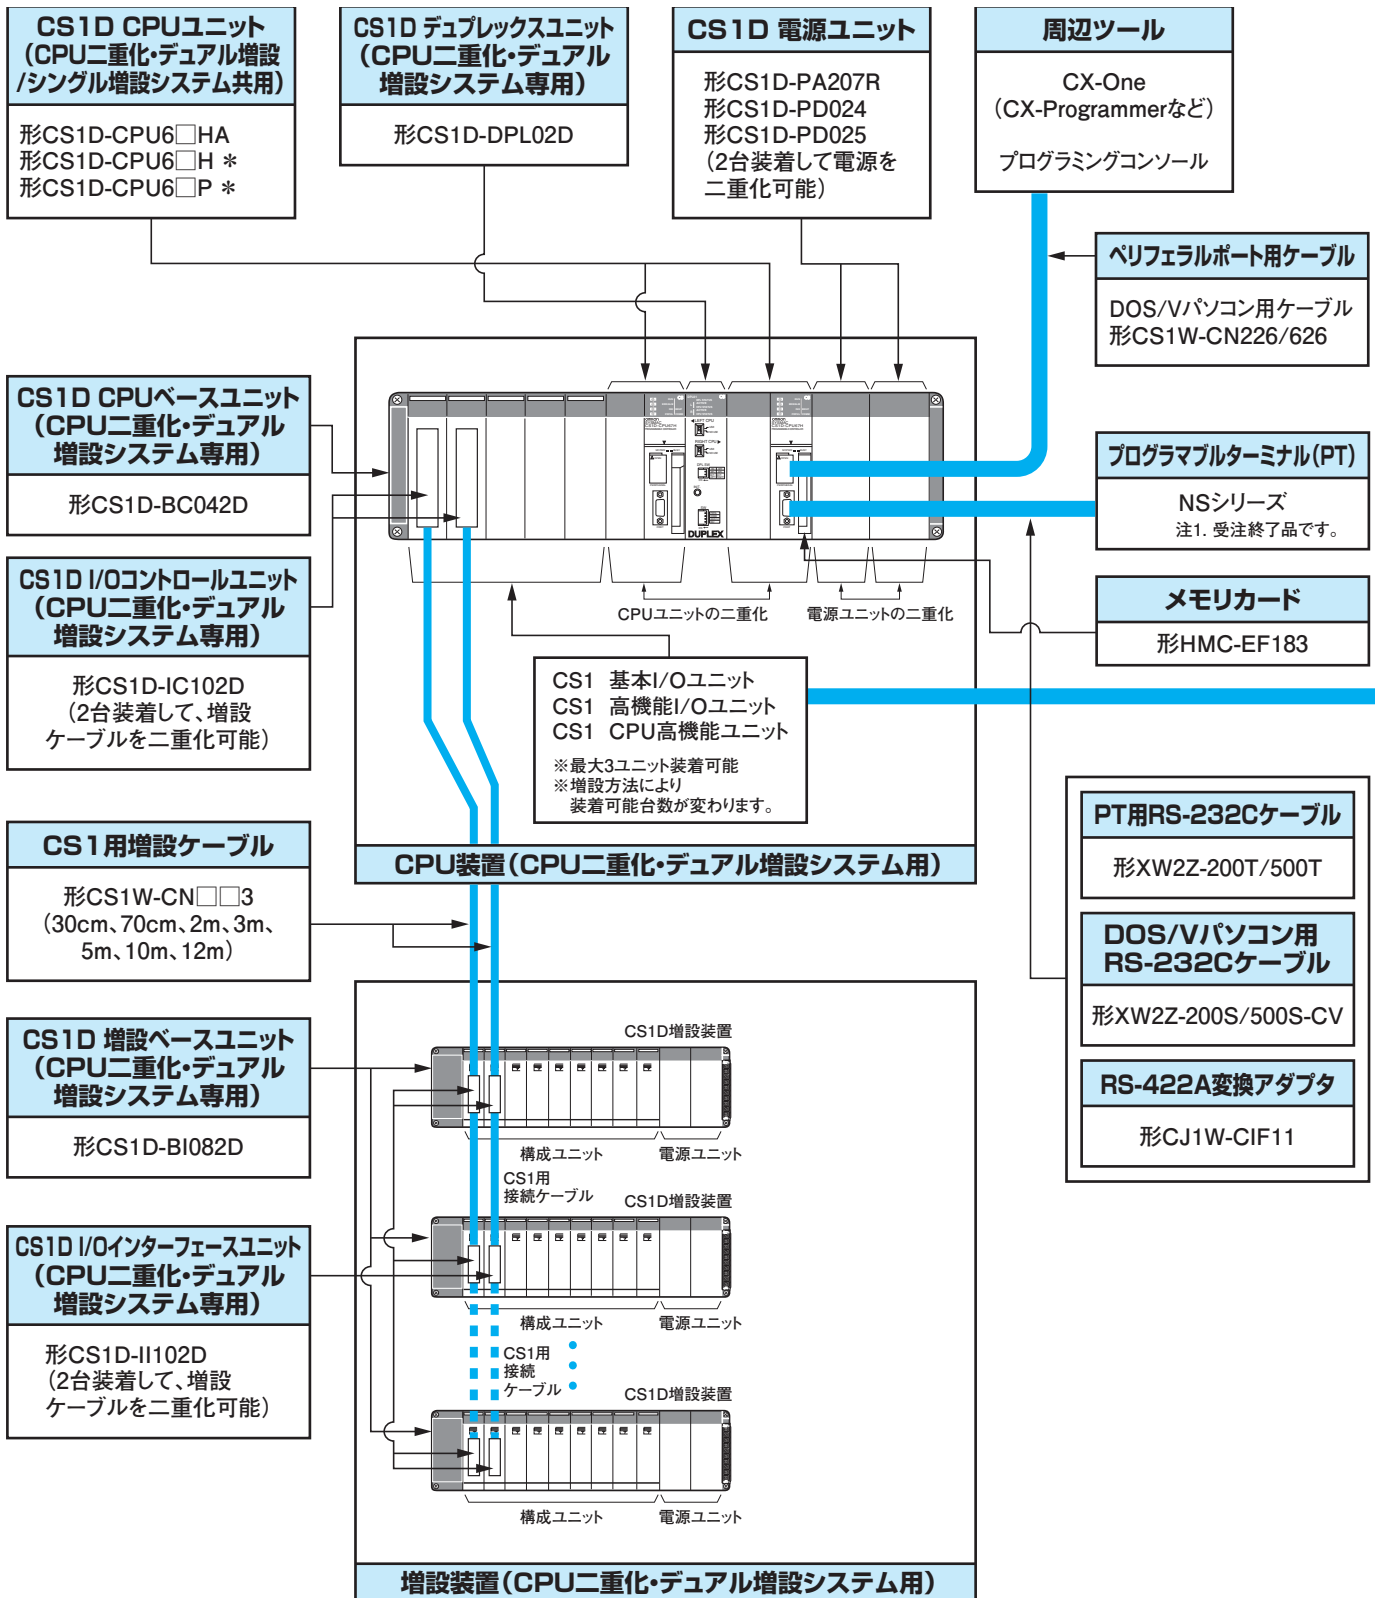 CS1D CPUユニット
（CPU二重化・デュアル増設
/シングル増設システム共用）
形CS1D-CPU6□HA
形CS1D-CPU6□H ＊
形CS1D-CPU6□P ＊
CS1D デュプレックスユニット
（CPU二重化・デュアル
増設システム専用）
形CS1D-DPL02D
CS1D 電源ユニット
形CS1D-PA207R
形CS1D-PD024
形CS1D-PD025
（2台装着して電源を
二重化可能）
周辺ツール
CX-One
（CX-Programmerなど）
プログラミングコンソール
ペリフェラルポート用ケーブル
DOS/Vパソコン用ケーブル
形CS1W-CN226/626
CS1D CPUベースユニット
（CPU二重化・デュアル
増設システム専用）
形CS1D-BC042D
プログラマブルターミナル（PT）
NSシリーズ
注1. 受注終了品です。
CS1D I/Oコントロールユニット
（CPU二重化・デュアル
増設システム専用）
形CS1D-IC102D
（2台装着して、増設
ケーブルを二重化可能）
メモリカード
形HMC-EF183
LEFT CPU
RIGHT CPU
DUPLEX
CPUユニットの二重化
電源ユニットの二重化
CS1 基本I/Oユニット
CS1 高機能I/Oユニット
CS1 CPU高機能ユニット
※最大3ユニット装着可能
※増設方法により
装着可能台数が変わります。
CPU装置（CPU二重化・デュアル増設システム用）
PT用RS-232Cケーブル
形XW2Z-200T/500T
DOS/Vパソコン用
RS-232Cケーブル
形XW2Z-200S/500S-CV
RS-422A変換アダプタ
形CJ1W-CIF11
CS1用増設ケーブル
形CS1W-CN□□3
（30cm、70cm、2m、3m、
5m、10m、12m）
CS1D 増設ベースユニット
（CPU二重化・デュアル
増設システム専用）
形CS1D-BI082D
CS1D I/Oインターフェースユニット
（CPU二重化・デュアル
増設システム専用）
形CS1D-II102D
（2台装着して、増設
ケーブルを二重化可能）
CS1D増設装置
構成ユニット
電源ユニット
CS1用
接続ケーブル
CS1D増設装置
構成ユニット
電源ユニット
CS1用
接続
ケーブル
CS1D増設装置
構成ユニット
電源ユニット
増設装置（CPU二重化・デュアル増設システム用）